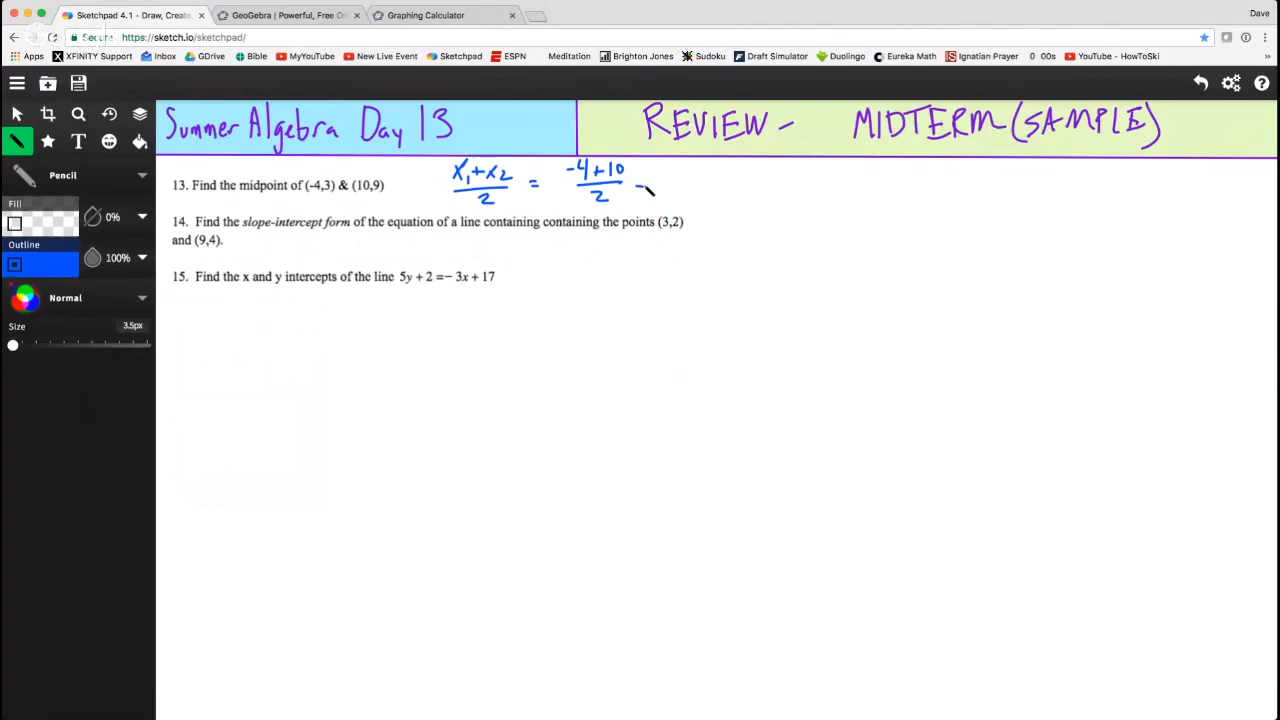 Sketchpad 4.1 - Draw, Create, GeoGebra | Powerful, Free On Graphing Calculator Dave
Secure https://sketch.io/sketchpad/
Apps XFINITY Support Inbox GDrive Bible MyYouTube New Live Event Sketchpad ESPN Meditation Brighton Jones Sudoku Draft Simulator Duolingo Eureka Math Ignatian Prayer 0 00s YouTube - HowToSki
Summer Algebra Day 13 REVIEW - MIDTERM (SAMPLE)
Pencil
Fill
0%
Outline
100%
Normal
Size 3.5px
13. Find the midpoint of (-4,3) & (10,9) x₁+x₂/2 = -4+10/2 -
14. Find the slope-intercept form of the equation of a line containing containing the points (3,2)
and (9,4).
15. Find the x and y intercepts of the line 5y + 2 =− 3x + 17